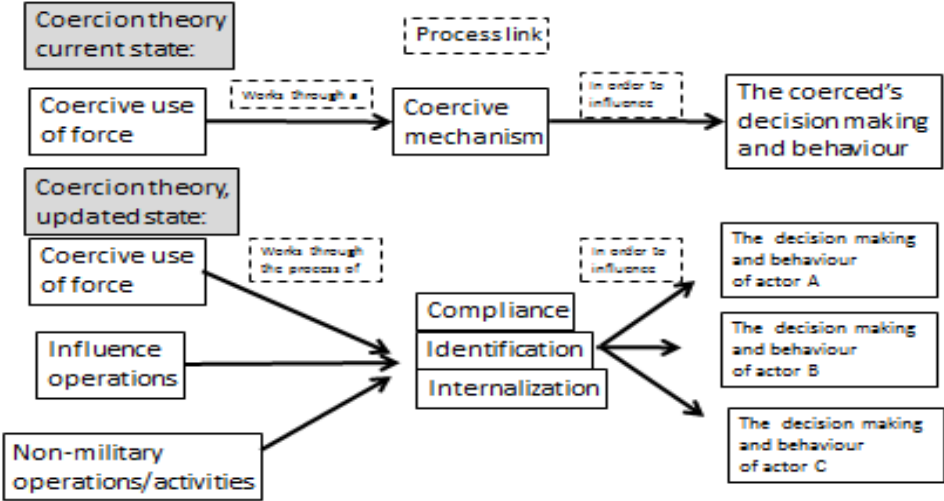 Coercion theory
current state:
Process link
Coercive use
of force
Works through a
Coercive
mechanism
In order to
influence
The coerced's
decision making
and behaviour
Coercion theory,
updated state:
Coercive use
of force
Works through
the process of
In order to
influence
The decision making
and behaviour
of actor A
Compliance
Identification
Internalization
Influence
operations
The decision making
and behaviour
of actor B
Non-military
operations/activities
The decision making
and behaviour
of actor C